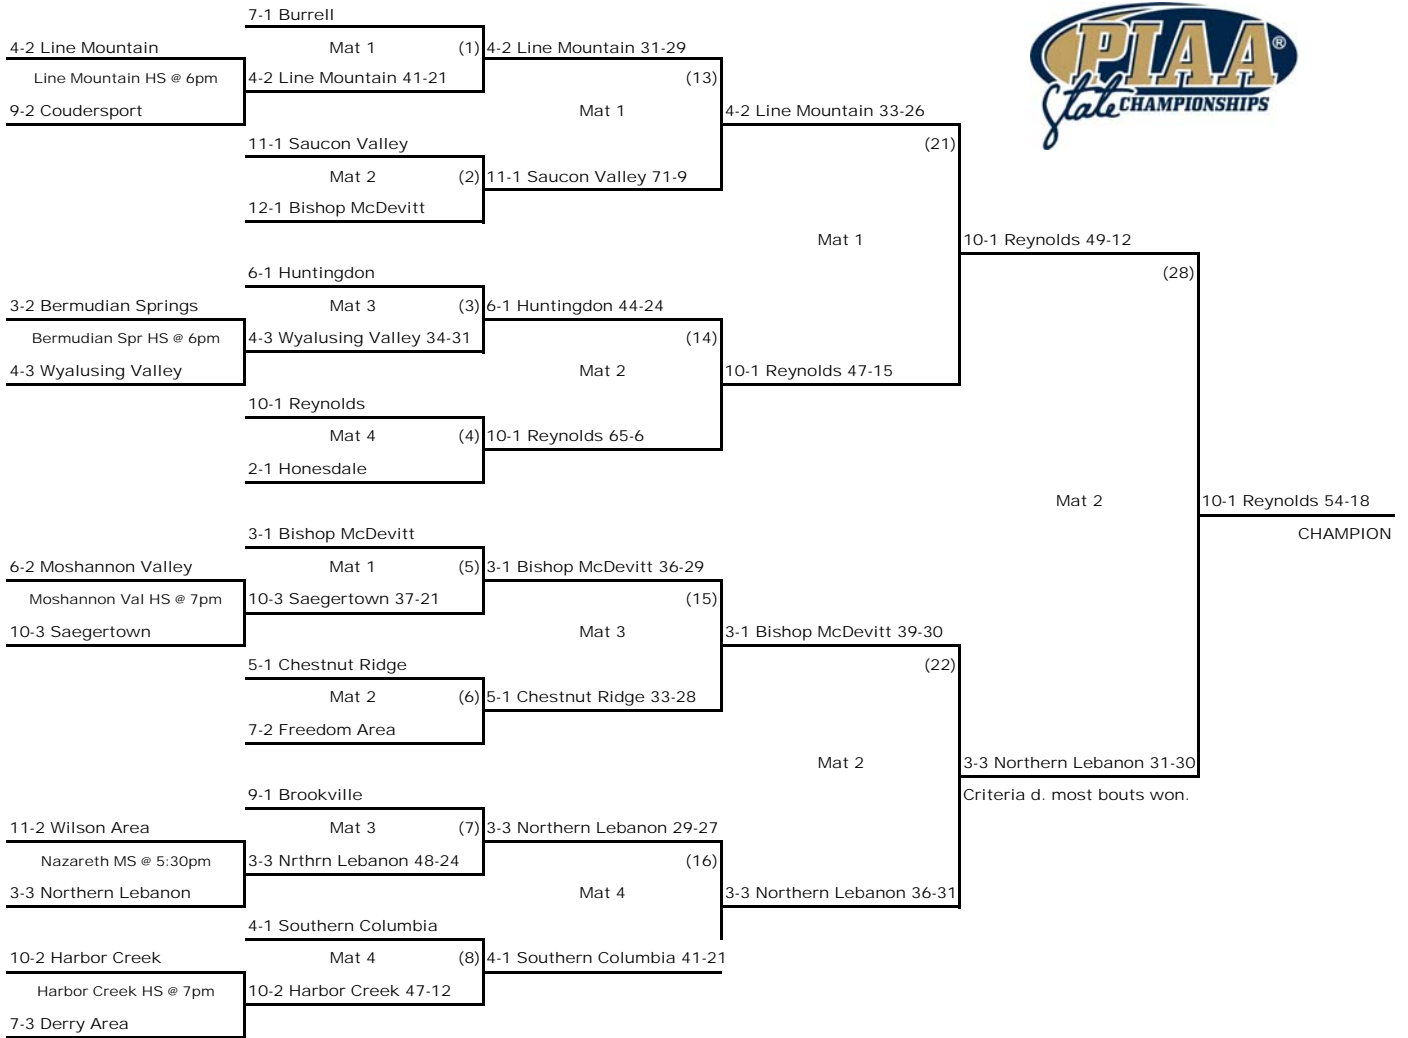 7-1 Burrell
4-2 Line Mountain
Mat 1
(1)
4-2 Line Mountain 31-29
Line Mountain HS @ 6pm
4-2 Line Mountain 41-21
(13)
9-2 Coudersport
Mat 1
4-2 Line Mountain 33-26
11-1 Saucon Valley
(21)
Mat 2
(2)
11-1 Saucon Valley 71-9
12-1 Bishop McDevitt
Mat 1
10-1 Reynolds 49-12
6-1 Huntingdon
(28)
3-2 Bermudian Springs
Mat 3
(3)
6-1 Huntingdon 44-24
Bermudian Spr HS @ 6pm
4-3 Wyalusing Valley 34-31
(14)
4-3 Wyalusing Valley
Mat 2
10-1 Reynolds 47-15
10-1 Reynolds
Mat 4
(4)
10-1 Reynolds 65-6
2-1 Honesdale
Mat 2
10-1 Reynolds 54-18
3-1 Bishop McDevitt
CHAMPION
6-2 Moshannon Valley
Mat 1
(5)
3-1 Bishop McDevitt 36-29
Moshannon Val HS @ 7pm
10-3 Saegertown 37-21
(15)
10-3 Saegertown
Mat 3
3-1 Bishop McDevitt 39-30
5-1 Chestnut Ridge
(22)
Mat 2
(6)
5-1 Chestnut Ridge 33-28
7-2 Freedom Area
Mat 2
3-3 Northern Lebanon 31-30
9-1 Brookville
Criteria d. most bouts won.
11-2 Wilson Area
Mat 3
(7)
3-3 Northern Lebanon 29-27
Nazareth MS @ 5:30pm
3-3 Nrthrn Lebanon 48-24
(16)
3-3 Northern Lebanon
Mat 4
3-3 Northern Lebanon 36-31
4-1 Southern Columbia
10-2 Harbor Creek
Mat 4
(8)
4-1 Southern Columbia 41-21
Harbor Creek HS @ 7pm
10-2 Harbor Creek 47-12
7-3 Derry Area
PIAA®
State CHAMPIONSHIPS